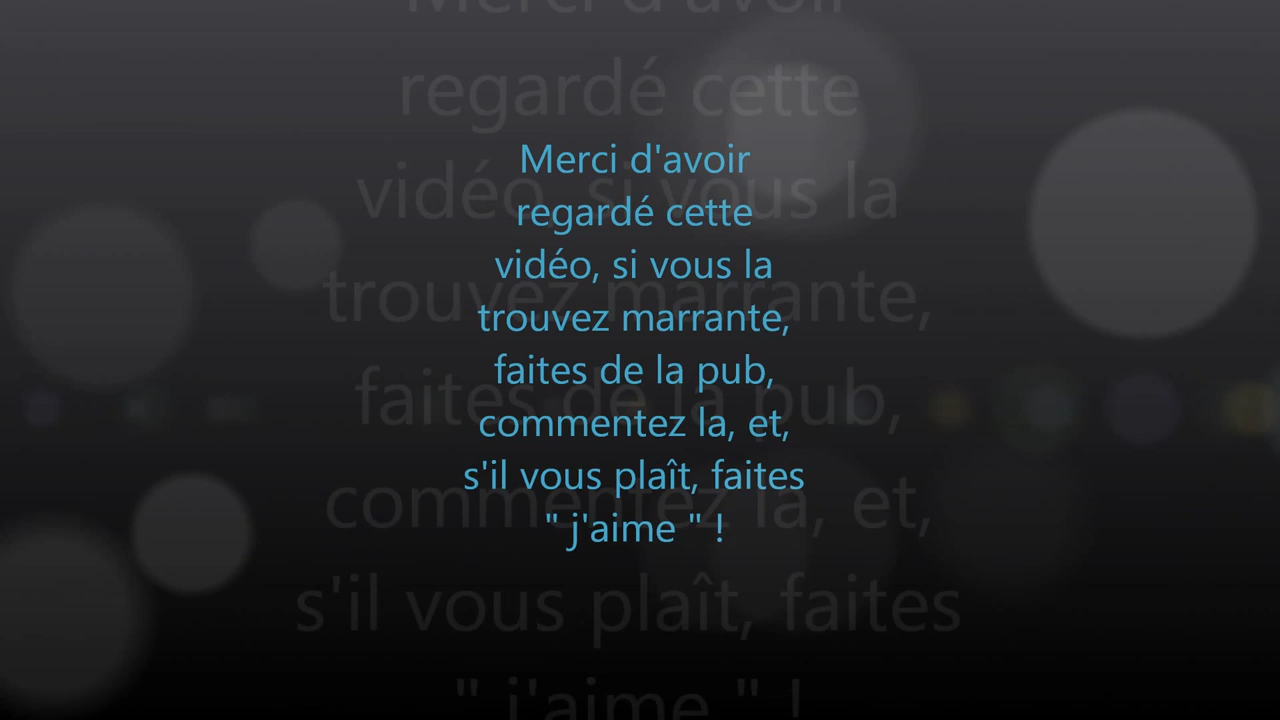 Merci d'avoir
regardé cette
vidéo, si vous la
trouvez marrante,
faites de la pub,
commentez la, et,
s'il vous plaît, faites
" j'aime " !